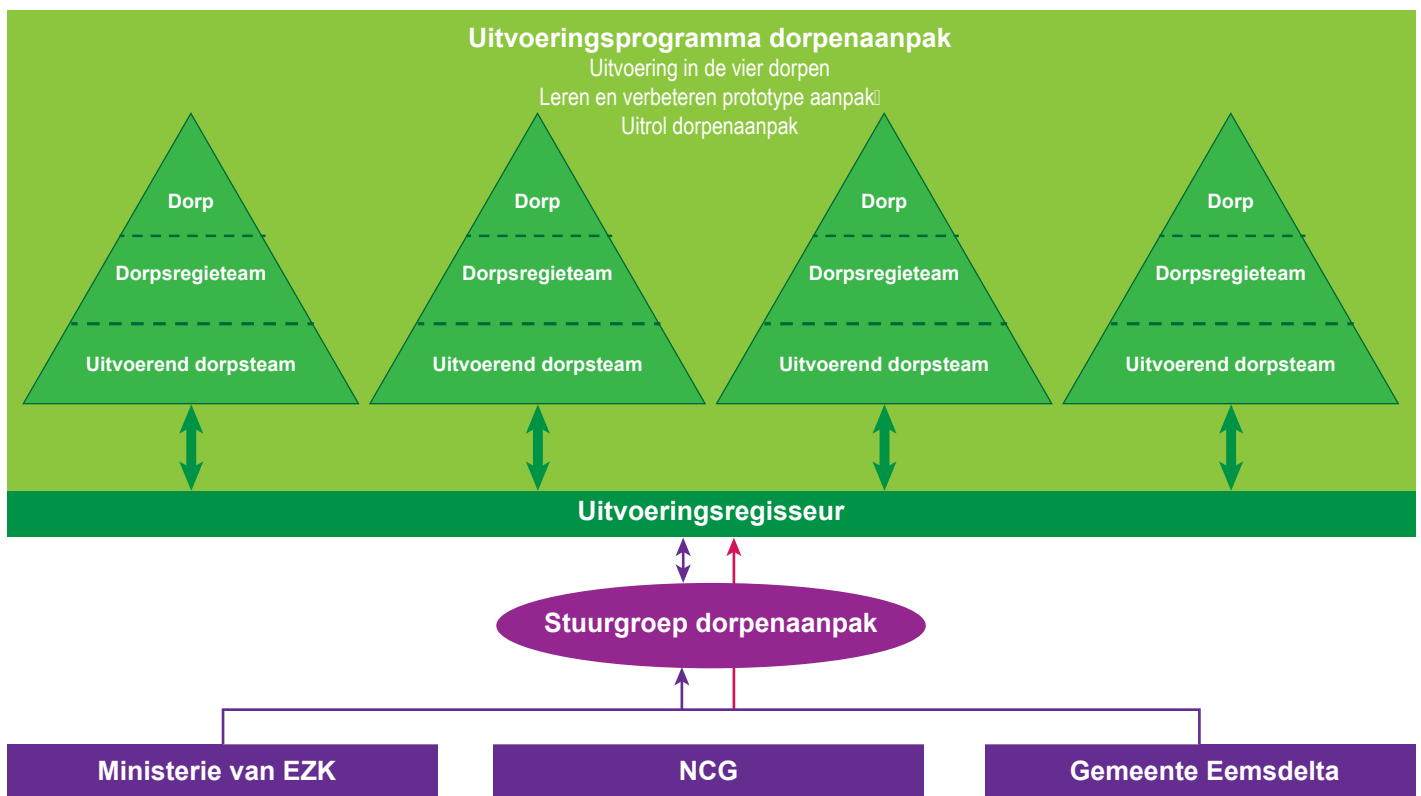 Uitvoeringsprogramma dorpenaanpak
Uitvoering in de vier dorpen
Leren en verbeteren prototype aanpak
Uitrol dorpenaanpak
Dorp Dorp Dorp Dorp
Dorpsregieteam Dorpsregieteam Dorpsregieteam Dorpsregieteam
Uitvoerend dorpsteam Uitvoerend dorpsteam Uitvoerend dorpsteam Uitvoerend dorpsteam
Uitvoeringsregisseur
Stuurgroep dorpenaanpak
Ministerie van EZK NCG Gemeente Eemsdelta